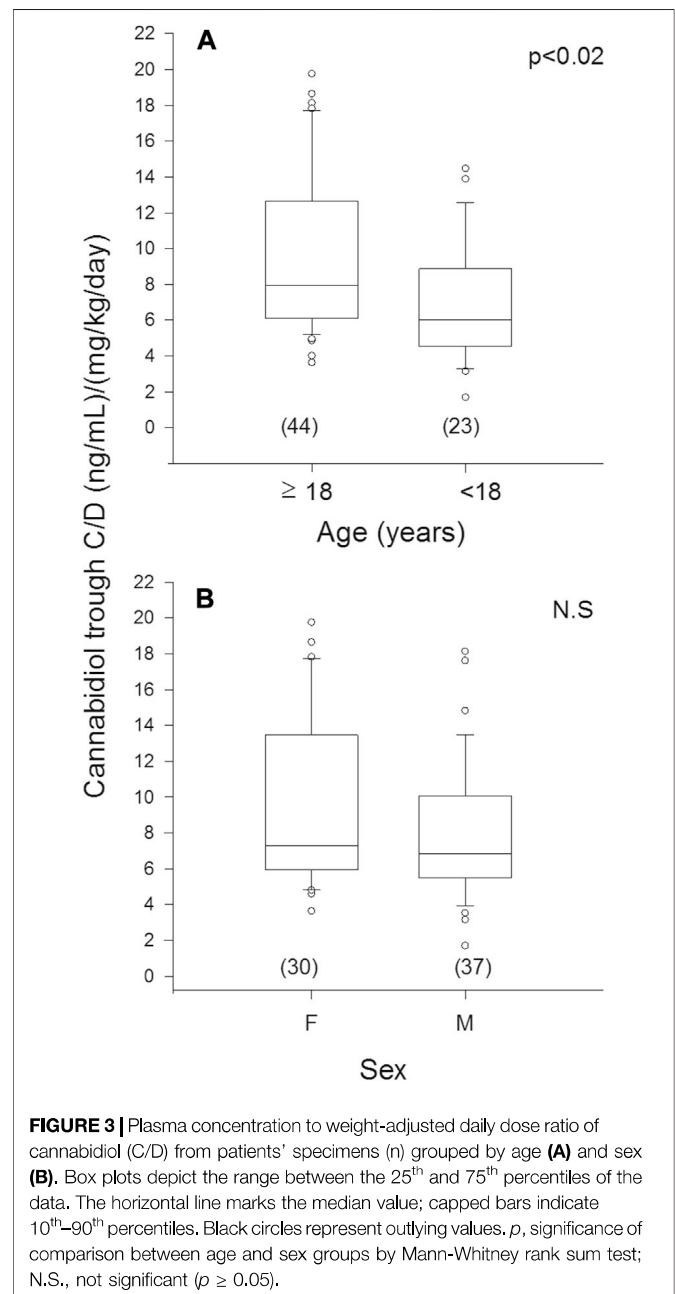 A
p<0.02
22
20
18
16
14
12
10
8
6
4
2
0
(44) (23)
≥ 18 <18
Age (years)
Cannabidiol trough C/D (ng/mL)/(mg/kg/day)
B
N.S
22
20
18
16
14
12
10
8
6
4
2
0
(30) (37)
F M
Sex
FIGURE 3 | Plasma concentration to weight-adjusted daily dose ratio of
cannabidiol (C/D) from patients’ specimens (n) grouped by age (A) and sex
(B). Box plots depict the range between the 25th and 75th percentiles of the
data. The horizontal line marks the median value; capped bars indicate
10th–90th percentiles. Black circles represent outlying values. p, significance of
comparison between age and sex groups by Mann-Whitney rank sum test;
N.S., not significant (p ≥ 0.05).